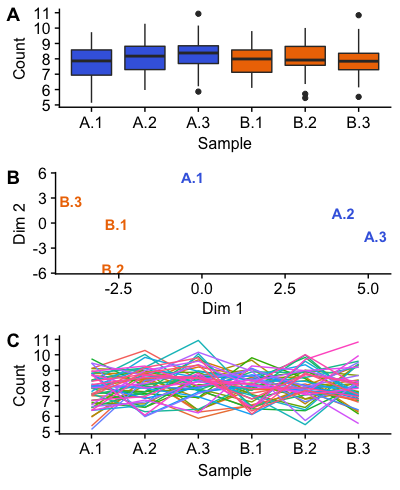 A
11
10
9
8
7
6
5
Count
A.1 A.2 A.3 B.1 B.2 B.3
Sample
B
6
3
0
-3
-6
Dim 2
A.1
B.3
A.2
B.1
A.3
B.2
-2.5 0.0 2.5 5.0
Dim 1
C
11
10
9
8
7
6
5
Count
A.1 A.2 A.3 B.1 B.2 B.3
Sample